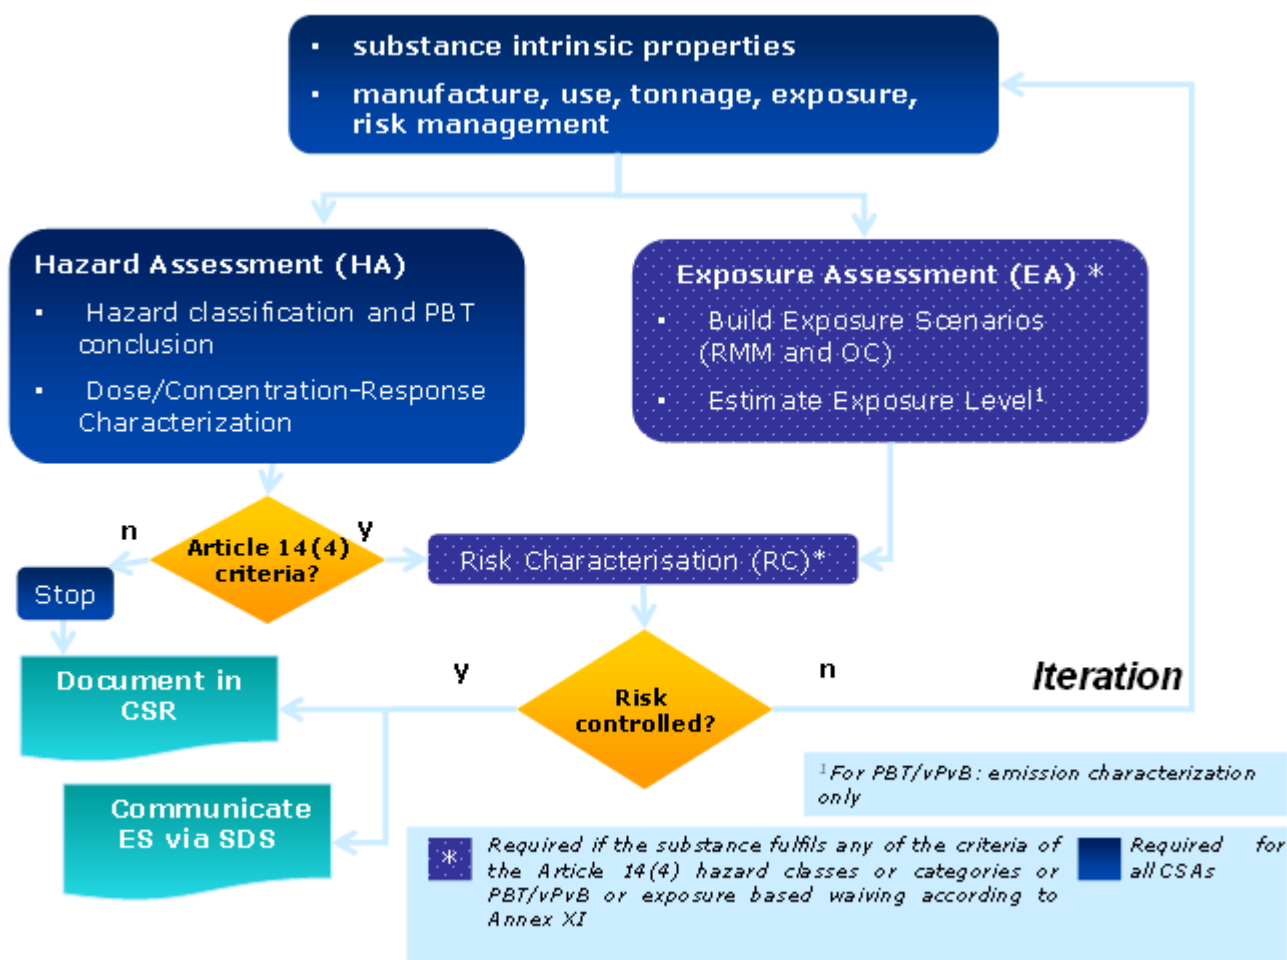 ▪ substance intrinsic properties
▪ manufacture, use, tonnage, exposure,
risk management
Hazard Assessment (HA)
▪ Hazard classification and PBT
conclusion
▪ Dose/Concentration-Response
Characterization
Exposure Assessment (EA) *
▪ Build Exposure Scenarios
(RMM and OC)
▪ Estimate Exposure Level¹
n
Article 14(4)
criteria?
y
Risk Characterisation (RC)*
Stop
Document in
CSR
y
Risk
controlled?
n
Iteration
Communicate
ES via SDS
¹For PBT/vPvB: emission characterization
only
*
Required if the substance fulfils any of the criteria of
the Article 14(4) hazard classes or categories or
PBT/vPvB or exposure based waiving according to
Annex XI
Required for
all CSAs